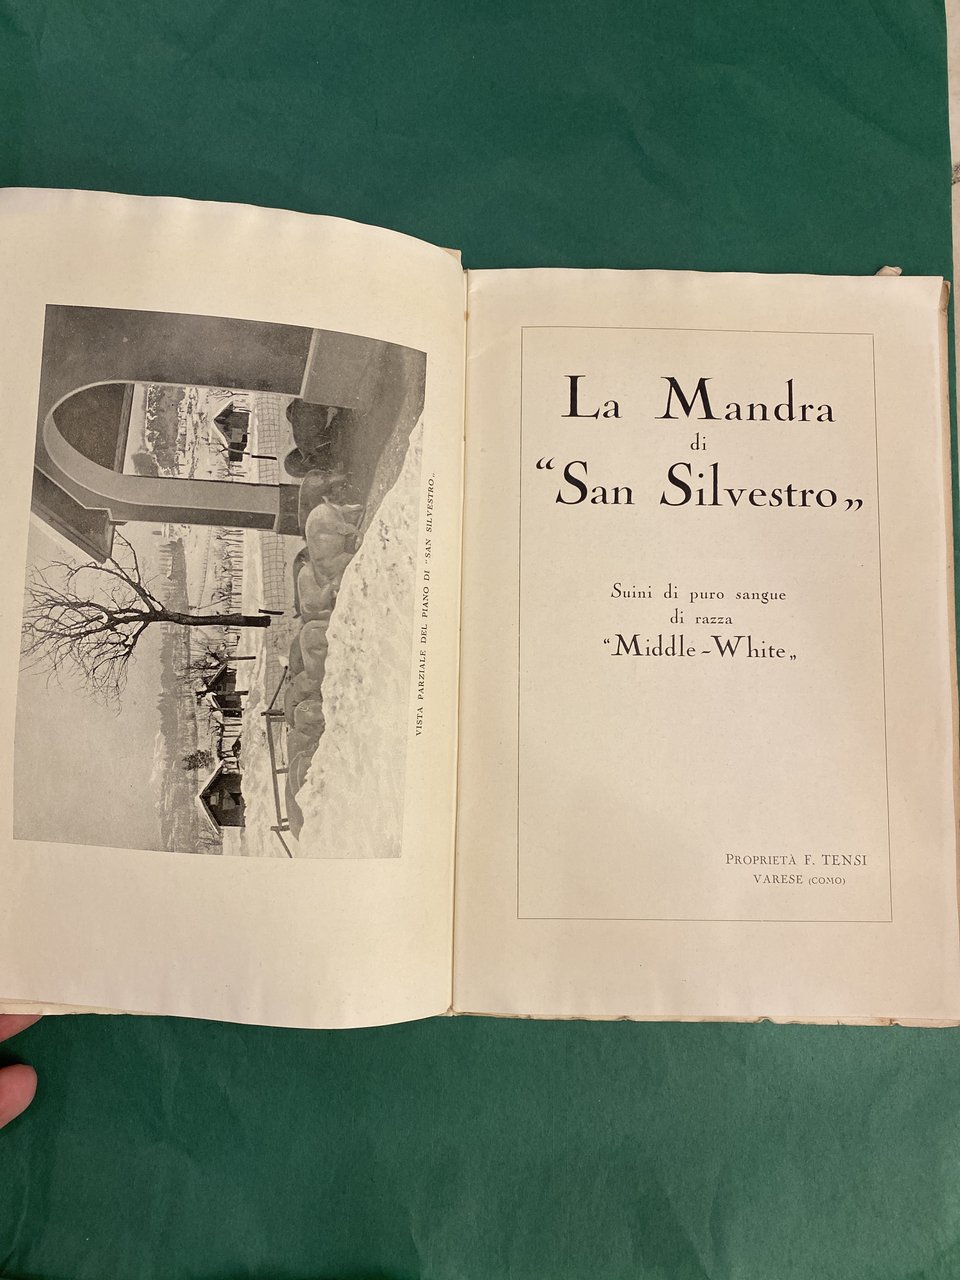 VISTA PARZIALE DEL PIANO DI "SAN SILVESTRO„.
La Mandra
di
“San Silvestro„
Suini di puro sangue
di razza
“Middle-White„
PROPRIETÀ F. TENSI
VARESE (COMO)